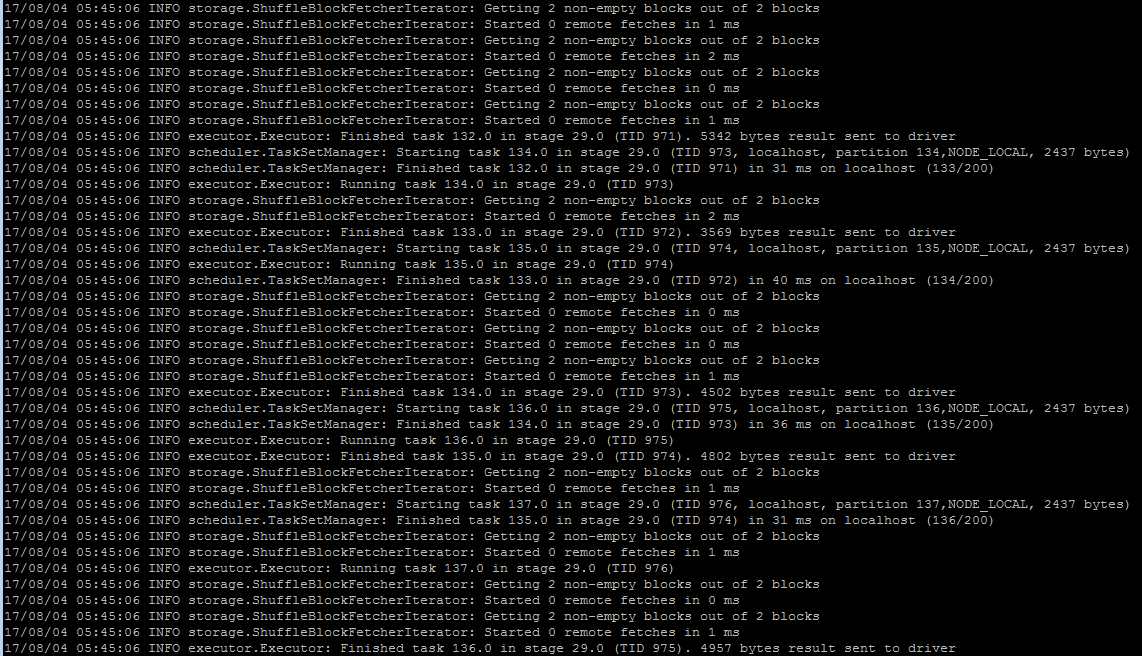 17/08/04 05:45:06 INFO storage.ShuffleBlockFetcherIterator: Getting 2 non-empty blocks out of 2 blocks
17/08/04 05:45:06 INFO storage.ShuffleBlockFetcherIterator: Started 0 remote fetches in 1 ms
17/08/04 05:45:06 INFO storage.ShuffleBlockFetcherIterator: Getting 2 non-empty blocks out of 2 blocks
17/08/04 05:45:06 INFO storage.ShuffleBlockFetcherIterator: Started 0 remote fetches in 2 ms
17/08/04 05:45:06 INFO storage.ShuffleBlockFetcherIterator: Getting 2 non-empty blocks out of 2 blocks
17/08/04 05:45:06 INFO storage.ShuffleBlockFetcherIterator: Started 0 remote fetches in 0 ms
17/08/04 05:45:06 INFO storage.ShuffleBlockFetcherIterator: Getting 2 non-empty blocks out of 2 blocks
17/08/04 05:45:06 INFO storage.ShuffleBlockFetcherIterator: Started 0 remote fetches in 1 ms
17/08/04 05:45:06 INFO executor.Executor: Finished task 132.0 in stage 29.0 (TID 971). 5342 bytes result sent to driver
17/08/04 05:45:06 INFO scheduler.TaskSetManager: Starting task 134.0 in stage 29.0 (TID 973, localhost, partition 134,NODE_LOCAL, 2437 bytes)
17/08/04 05:45:06 INFO scheduler.TaskSetManager: Finished task 132.0 in stage 29.0 (TID 971) in 31 ms on localhost (133/200)
17/08/04 05:45:06 INFO executor.Executor: Running task 134.0 in stage 29.0 (TID 973)
17/08/04 05:45:06 INFO storage.ShuffleBlockFetcherIterator: Getting 2 non-empty blocks out of 2 blocks
17/08/04 05:45:06 INFO storage.ShuffleBlockFetcherIterator: Started 0 remote fetches in 2 ms
17/08/04 05:45:06 INFO executor.Executor: Finished task 133.0 in stage 29.0 (TID 972). 3569 bytes result sent to driver
17/08/04 05:45:06 INFO scheduler.TaskSetManager: Starting task 135.0 in stage 29.0 (TID 974, localhost, partition 135,NODE_LOCAL, 2437 bytes)
17/08/04 05:45:06 INFO executor.Executor: Running task 135.0 in stage 29.0 (TID 974)
17/08/04 05:45:06 INFO scheduler.TaskSetManager: Finished task 133.0 in stage 29.0 (TID 972) in 40 ms on localhost (134/200)
17/08/04 05:45:06 INFO storage.ShuffleBlockFetcherIterator: Getting 2 non-empty blocks out of 2 blocks
17/08/04 05:45:06 INFO storage.ShuffleBlockFetcherIterator: Started 0 remote fetches in 0 ms
17/08/04 05:45:06 INFO storage.ShuffleBlockFetcherIterator: Getting 2 non-empty blocks out of 2 blocks
17/08/04 05:45:06 INFO storage.ShuffleBlockFetcherIterator: Started 0 remote fetches in 0 ms
17/08/04 05:45:06 INFO storage.ShuffleBlockFetcherIterator: Getting 2 non-empty blocks out of 2 blocks
17/08/04 05:45:06 INFO storage.ShuffleBlockFetcherIterator: Started 0 remote fetches in 1 ms
17/08/04 05:45:06 INFO executor.Executor: Finished task 134.0 in stage 29.0 (TID 973). 4502 bytes result sent to driver
17/08/04 05:45:06 INFO scheduler.TaskSetManager: Starting task 136.0 in stage 29.0 (TID 975, localhost, partition 136,NODE_LOCAL, 2437 bytes)
17/08/04 05:45:06 INFO scheduler.TaskSetManager: Finished task 134.0 in stage 29.0 (TID 973) in 36 ms on localhost (135/200)
17/08/04 05:45:06 INFO executor.Executor: Running task 136.0 in stage 29.0 (TID 975)
17/08/04 05:45:06 INFO executor.Executor: Finished task 135.0 in stage 29.0 (TID 974). 4802 bytes result sent to driver
17/08/04 05:45:06 INFO storage.ShuffleBlockFetcherIterator: Getting 2 non-empty blocks out of 2 blocks
17/08/04 05:45:06 INFO storage.ShuffleBlockFetcherIterator: Started 0 remote fetches in 1 ms
17/08/04 05:45:06 INFO scheduler.TaskSetManager: Starting task 137.0 in stage 29.0 (TID 976, localhost, partition 137,NODE_LOCAL, 2437 bytes)
17/08/04 05:45:06 INFO scheduler.TaskSetManager: Finished task 135.0 in stage 29.0 (TID 974) in 31 ms on localhost (136/200)
17/08/04 05:45:06 INFO storage.ShuffleBlockFetcherIterator: Getting 2 non-empty blocks out of 2 blocks
17/08/04 05:45:06 INFO storage.ShuffleBlockFetcherIterator: Started 0 remote fetches in 1 ms
17/08/04 05:45:06 INFO executor.Executor: Running task 137.0 in stage 29.0 (TID 976)
17/08/04 05:45:06 INFO storage.ShuffleBlockFetcherIterator: Getting 2 non-empty blocks out of 2 blocks
17/08/04 05:45:06 INFO storage.ShuffleBlockFetcherIterator: Started 0 remote fetches in 0 ms
17/08/04 05:45:06 INFO storage.ShuffleBlockFetcherIterator: Getting 2 non-empty blocks out of 2 blocks
17/08/04 05:45:06 INFO storage.ShuffleBlockFetcherIterator: Started 0 remote fetches in 1 ms
17/08/04 05:45:06 INFO executor.Executor: Finished task 136.0 in stage 29.0 (TID 975). 4957 bytes result sent to driver